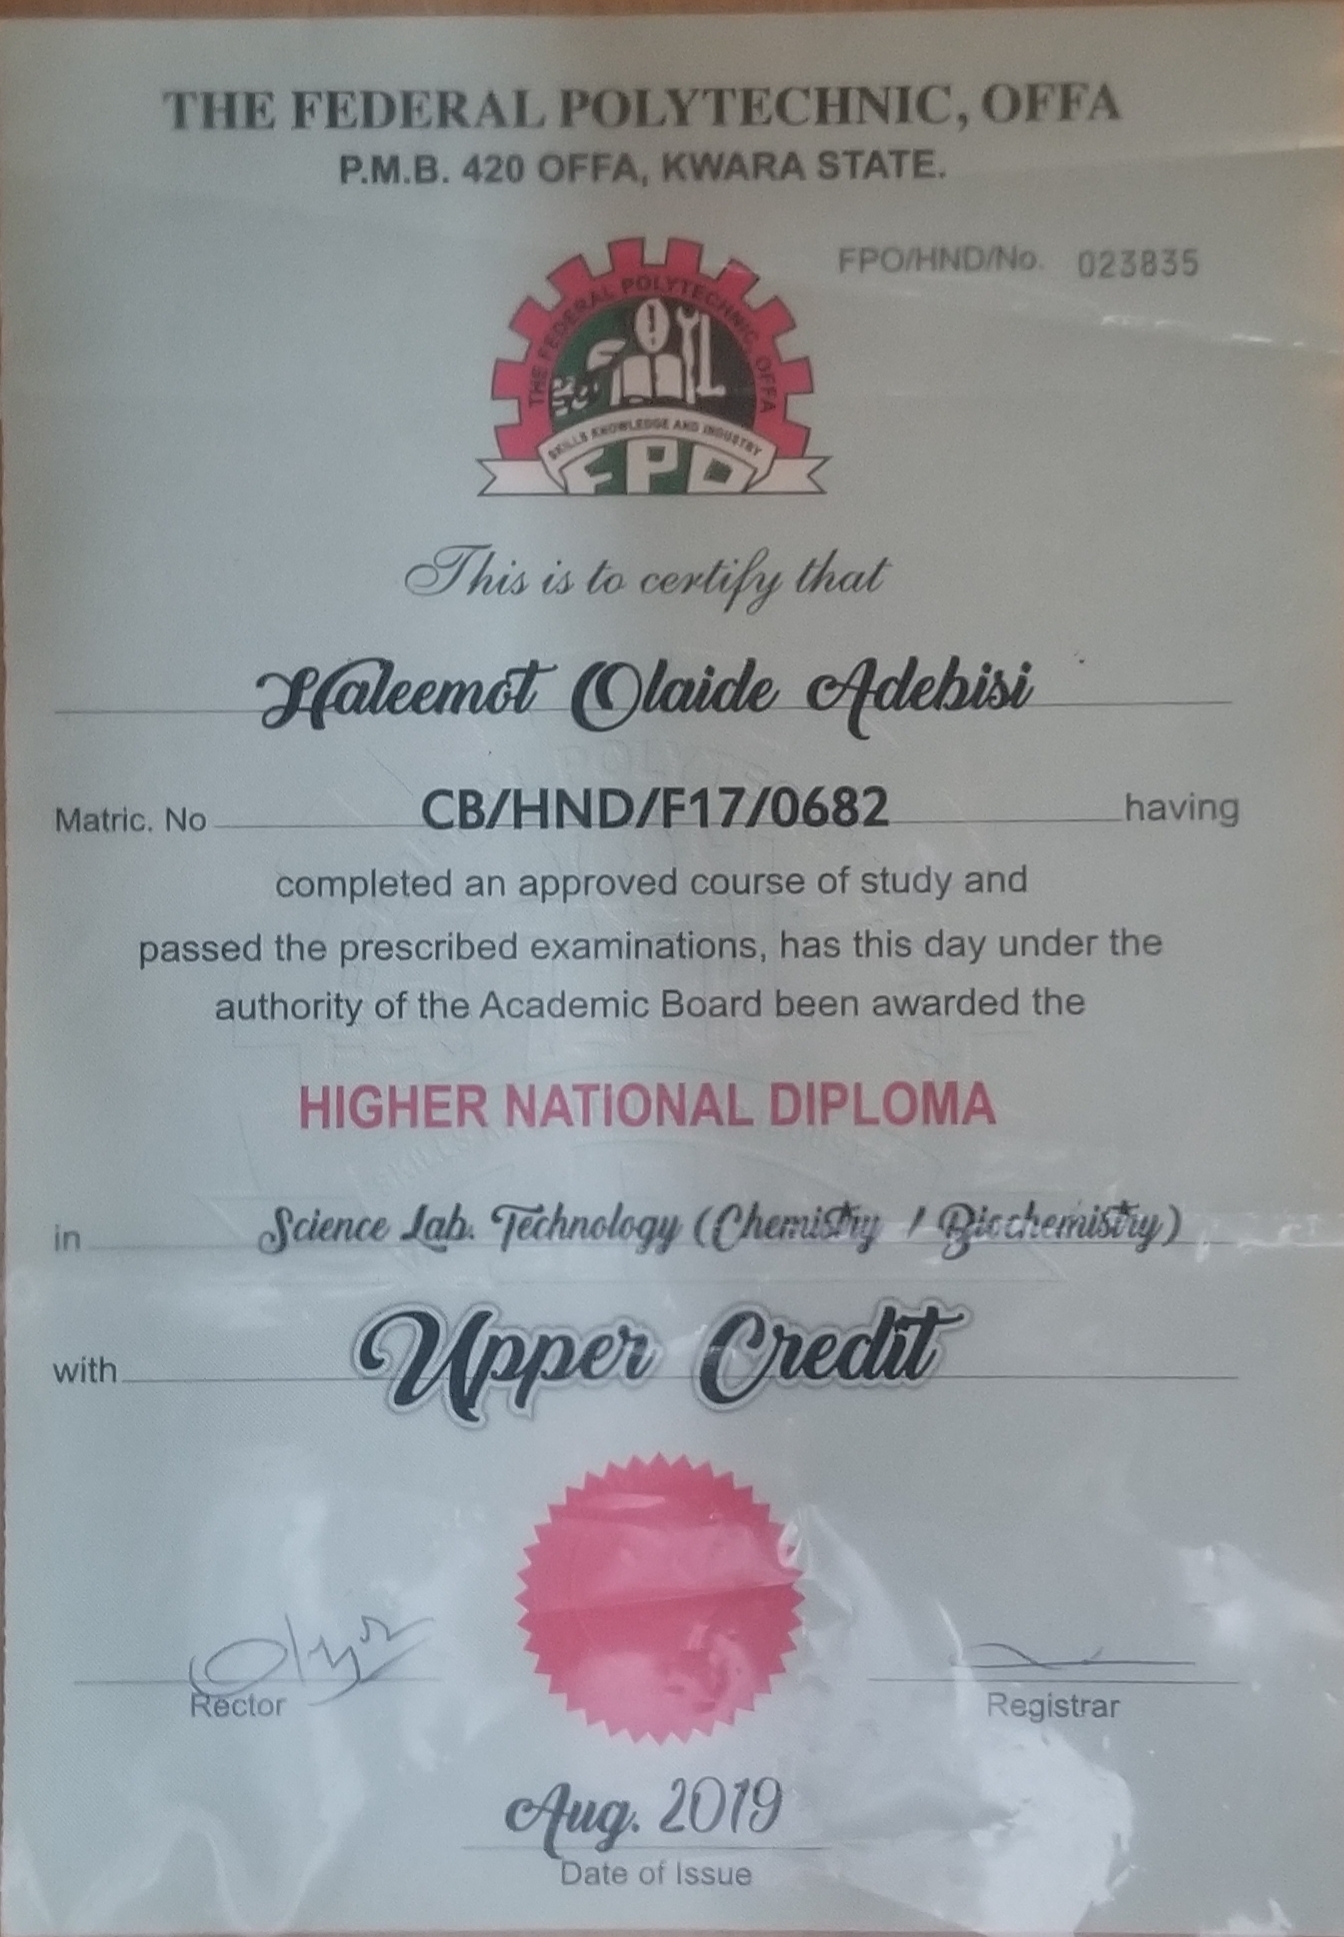 THE FEDERAL POLYTECHNIC, OFFA
P.M.B. 420 OFFA, KWARA STATE.
FPO/HND/No. 023835
THE FEDERAL POLYTECHNIC, OFFA
SKILLS KNOWLEDGE AND INDUSTRY
FPO
This is to certify that
Haleemot Olaide Adebisi
Matric. No CB/HND/F17/0682 having
completed an approved course of study and
passed the prescribed examinations, has this day under the
authority of the Academic Board been awarded the
HIGHER NATIONAL DIPLOMA
in Science Lab. Technology (Chemistry / Biochemistry)
with Upper Credit
Rector
Registrar
Aug. 2019
Date of Issue